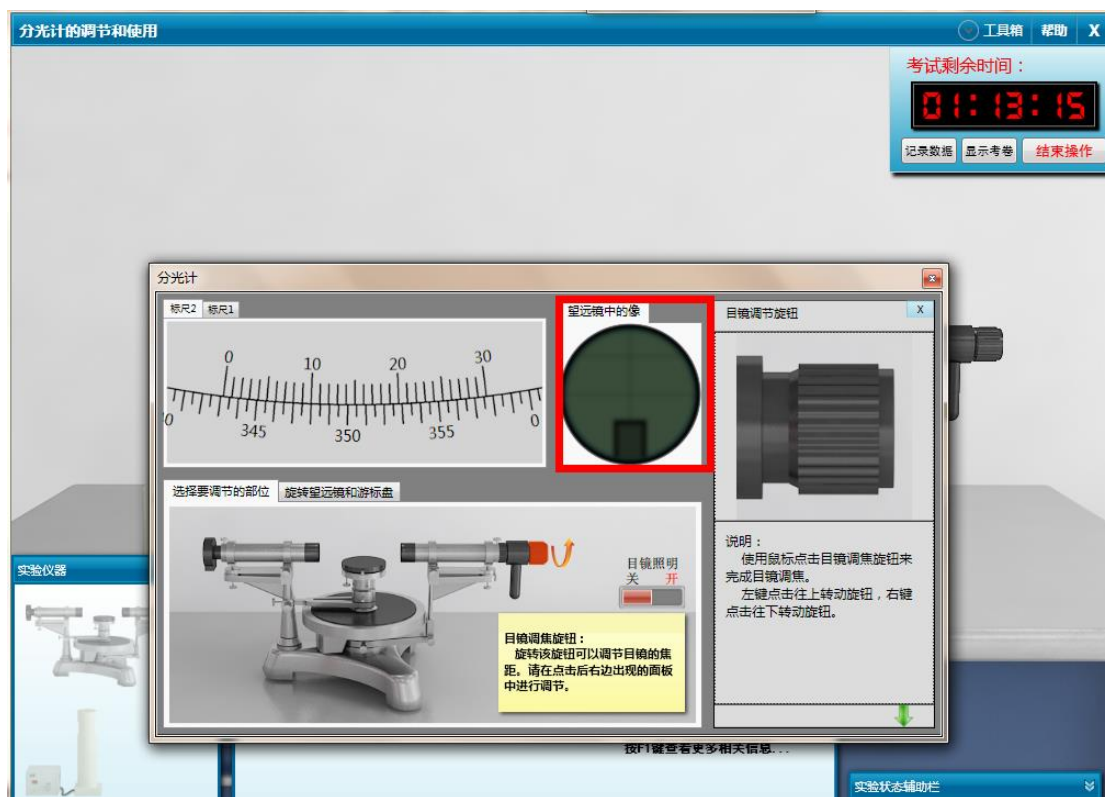 分光计的调节和使用
工具箱 帮助 X
考试剩余时间：
01:13:15
记录数据 显示考卷 结束操作
分光计
标尺2 标尺1
望远镜中的像
目镜调节旋钮 X
0 10 20 30
0 345 350 355 0
选择要调节的部位 旋转望远镜和游标盘
目镜照明
关 开
目镜调焦旋钮：
旋转该旋钮可以调节目镜的焦
距。请在点击后右边出现的面板
中进行调节。
说明：
使用鼠标点击目镜调焦旋钮来
完成目镜调焦。
左键点击往上转动旋钮，右键
点击往下转动旋钮。
实验仪器
按F1键查看更多相关信息...
实验状态辅助栏